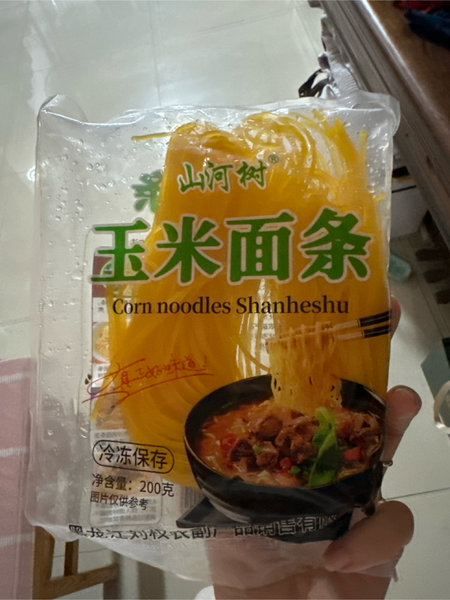 山河树®
玉米面条
Corn noodles Shanheshu
冷冻保存
净含量：200克
图片仅供参考